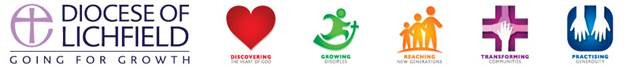 DIOCESE OF
LICHFIELD
GOING FOR GROWTH
DISCOVERING
THE HEART OF GOD
GROWING
DISCIPLES
REACHING
NEW GENERATIONS
TRANSFORMING
COMMUNITIES
PRACTISING
GENEROSITY